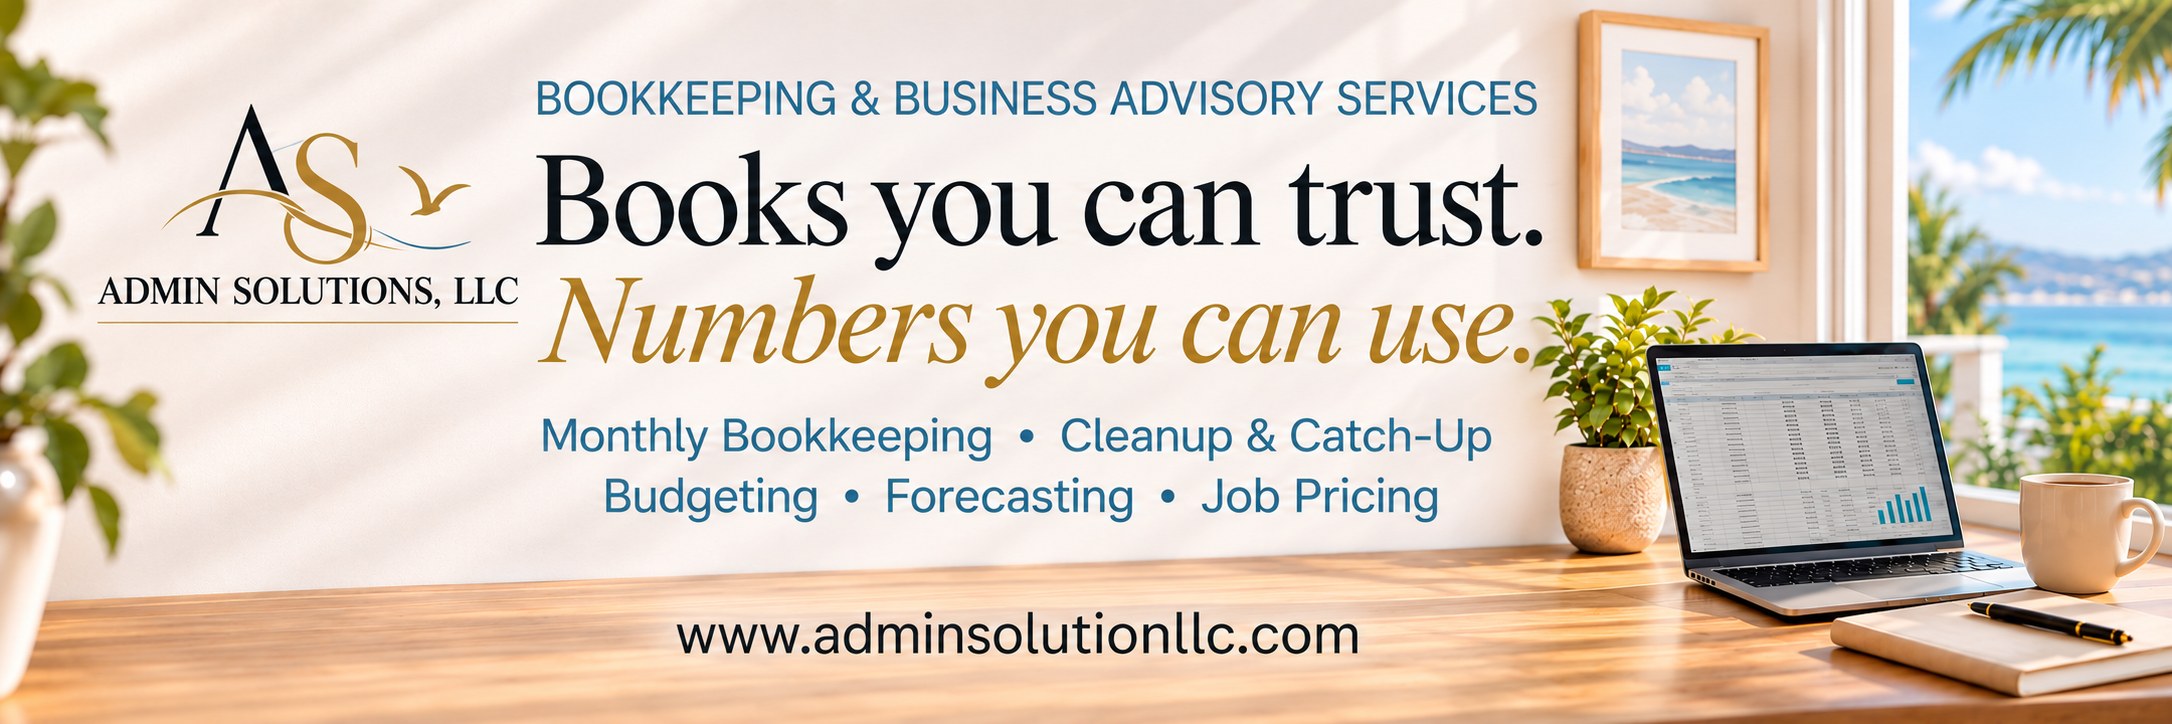 AS
ADMIN SOLUTIONS, LLC
BOOKKEEPING & BUSINESS ADVISORY SERVICES
Books you can trust.
Numbers you can use.
Monthly Bookkeeping • Cleanup & Catch-Up
Budgeting • Forecasting • Job Pricing
www.adminsolutionllc.com